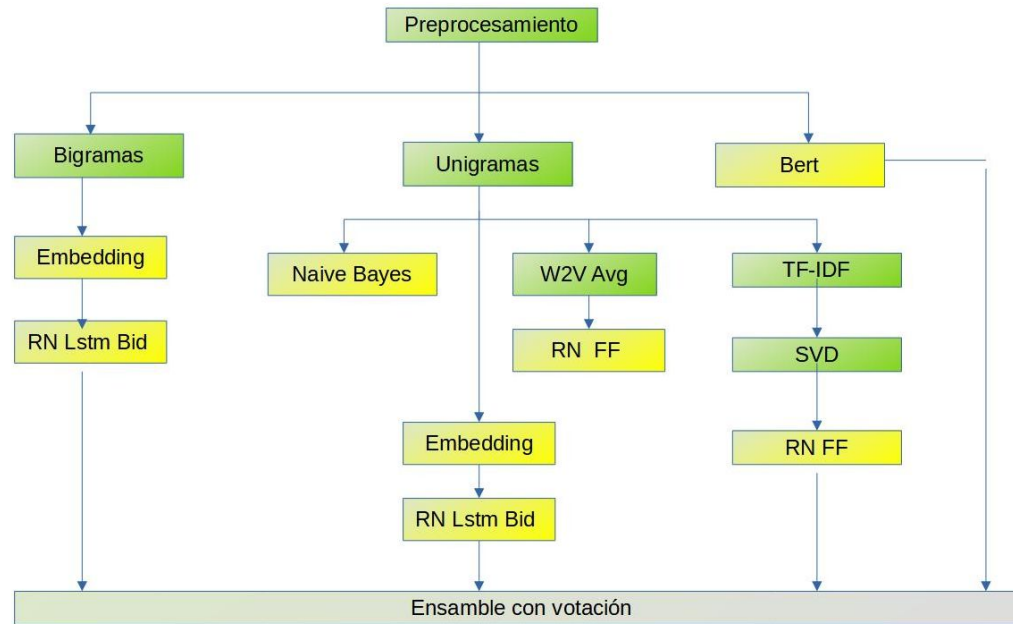 Preprocesamiento
Bigramas
Unigramas
Bert
Embedding
Naive Bayes
W2V Avg
TF-IDF
RN Lstm Bid
RN FF
SVD
Embedding
RN FF
RN Lstm Bid
Ensamble con votación